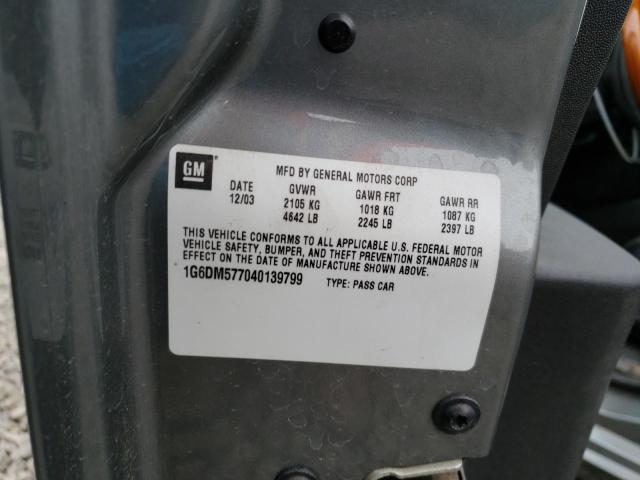 GM
MFD BY GENERAL MOTORS CORP
DATE GVWR GAWR FRT GAWR RR
12/03 2105 KG 1018 KG 1087 KG
4642 LB 2245 LB 2397 LB
THIS VEHICLE CONFORMS TO ALL APPLICABLE U.S. FEDERAL MOTOR
VEHICLE SAFETY, BUMPER, AND THEFT PREVENTION STANDARDS IN
EFFECT ON THE DATE OF MANUFACTURE SHOWN ABOVE.
1G6DM577040139799 TYPE: PASS CAR